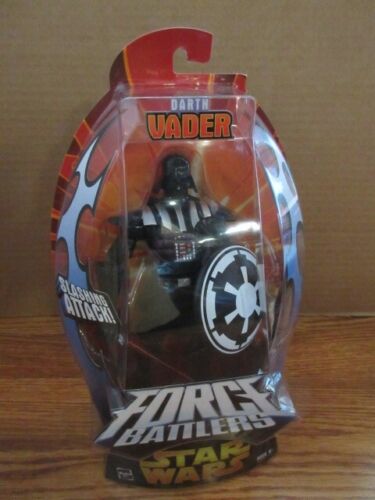 DARTH
VADER
SLASHING
ATTACK!
FORCE
BATTLERS
STAR
WARS